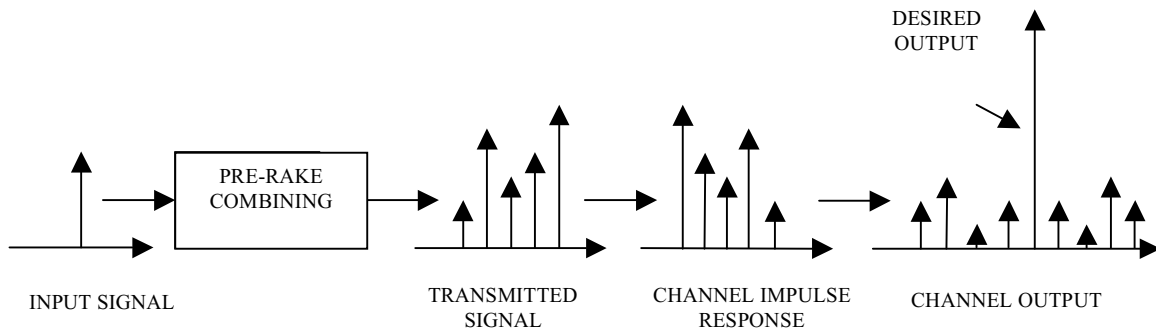 DESIRED
OUTPUT
PRE-RAKE
COMBINING
INPUT SIGNAL
TRANSMITTED
SIGNAL
CHANNEL IMPULSE
RESPONSE
CHANNEL OUTPUT